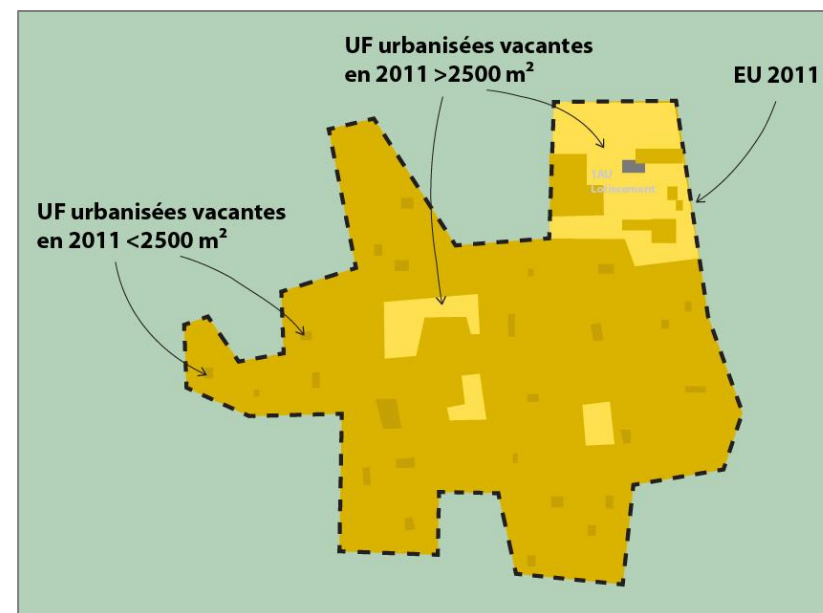 UF urbanisées vacantes
en 2011 >2500 m²
EU 2011
1AU
Lotissement
UF urbanisées vacantes
en 2011 <2500 m²